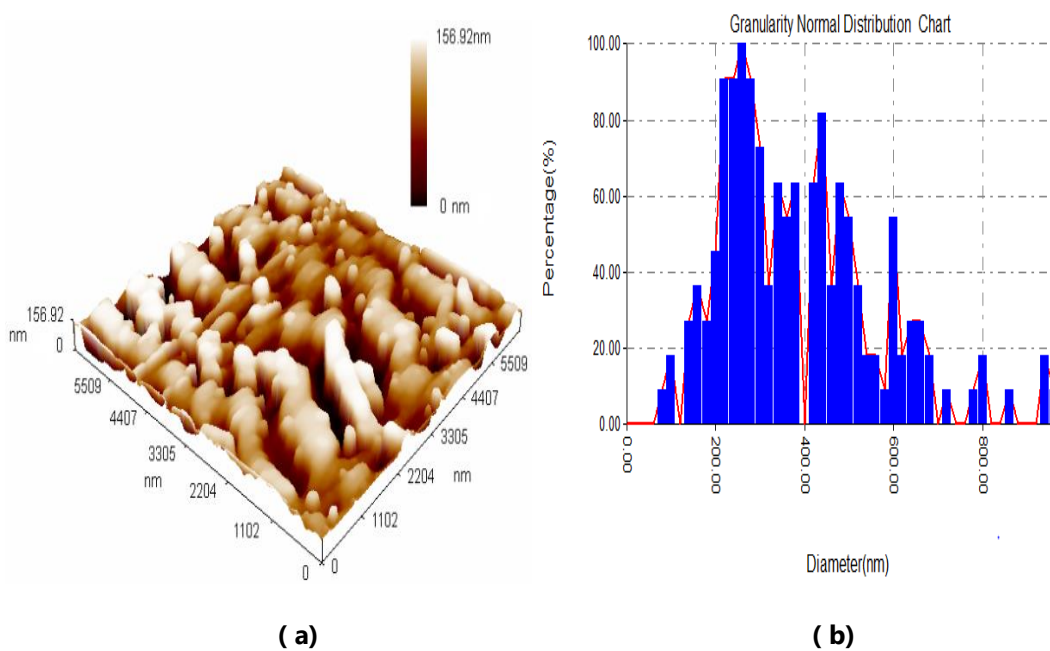 156.92nm
0 nm
156.92
nm
0
5509
4407
3305
nm
2204
1102
0
0
1102
2204
nm
3305
4407
5509
( a)
Granularity Normal Distribution Chart
Percentage(%)
100.00
80.00
60.00
40.00
20.00
0.00
0.00
200.00
400.00
600.00
800.00
Diameter(nm)
( b)